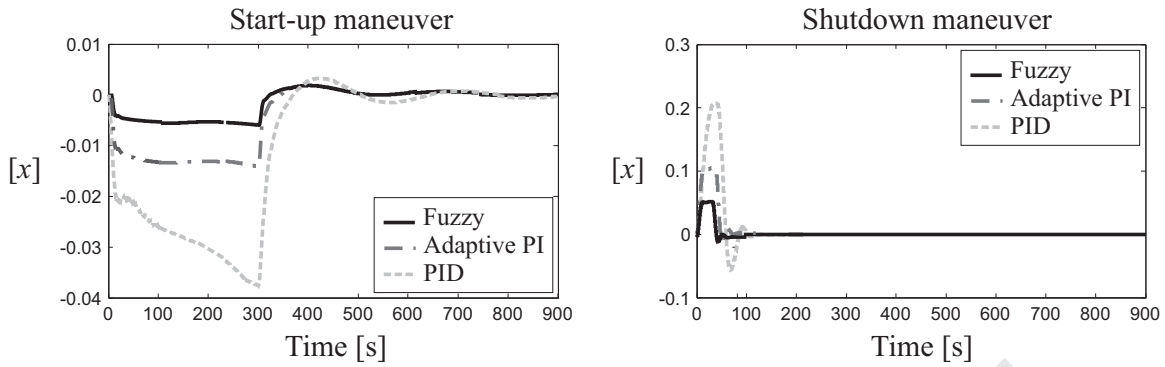 Start-up maneuver
0.01
0
-0.01
-0.02
-0.03
-0.04
[x]
Fuzzy
Adaptive PI
PID
0 100 200 300 400 500 600 700 800 900
Time [s]
Shutdown maneuver
0.3
0.2
0.1
0
-0.1
[x]
Fuzzy
Adaptive PI
PID
0 100 200 300 400 500 600 700 800 900
Time [s]